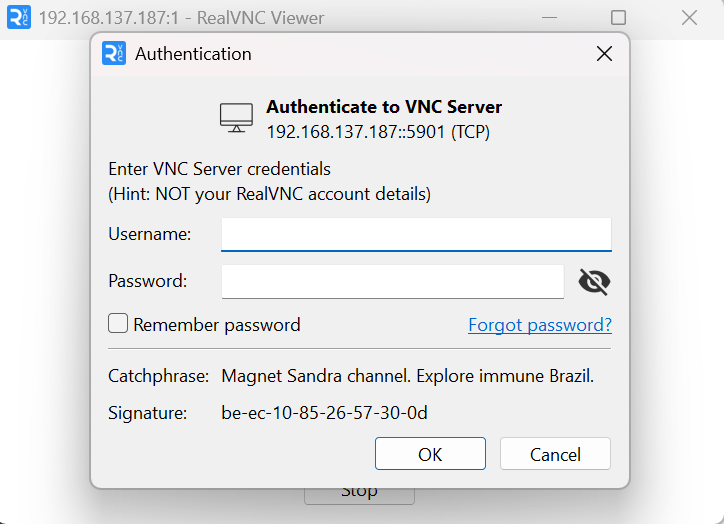 192.168.137.187:1 - RealVNC Viewer
Authentication
Authenticate to VNC Server
192.168.137.187::5901 (TCP)
Enter VNC Server credentials
(Hint: NOT your RealVNC account details)
Username:
Password:
Remember password
Forgot password?
Catchphrase: Magnet Sandra channel. Explore immune Brazil.
Signature: be-ec-10-85-26-57-30-0d
OK Cancel
Stop